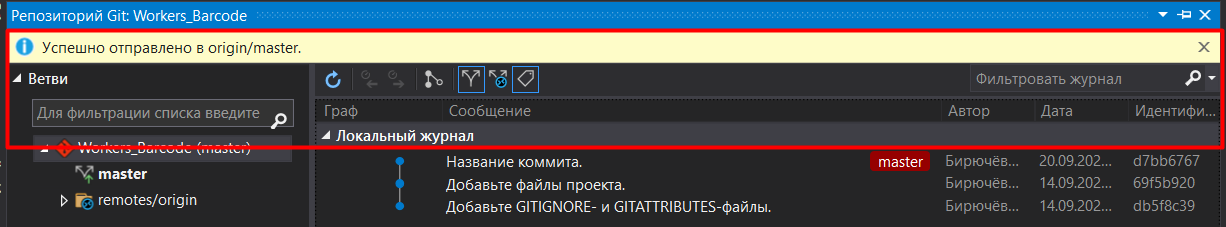 Репозиторий Git: Workers_Barcode
Успешно отправлено в origin/master.
Ветви
Фильтровать журнал
Для фильтрации списка введите
Граф Сообщение Автор Дата Идентифи...
Локальный журнал
Workers_Barcode (master)
Название коммита. master Бирючёв... 20.09.202... d7bb6767
master
Добавьте файлы проекта. Бирючёв... 14.09.202... 69f5b920
remotes/origin
Добавьте GITIGNORE- и GITATTRIBUTES-файлы. Бирючёв... 14.09.202... db5f8c39